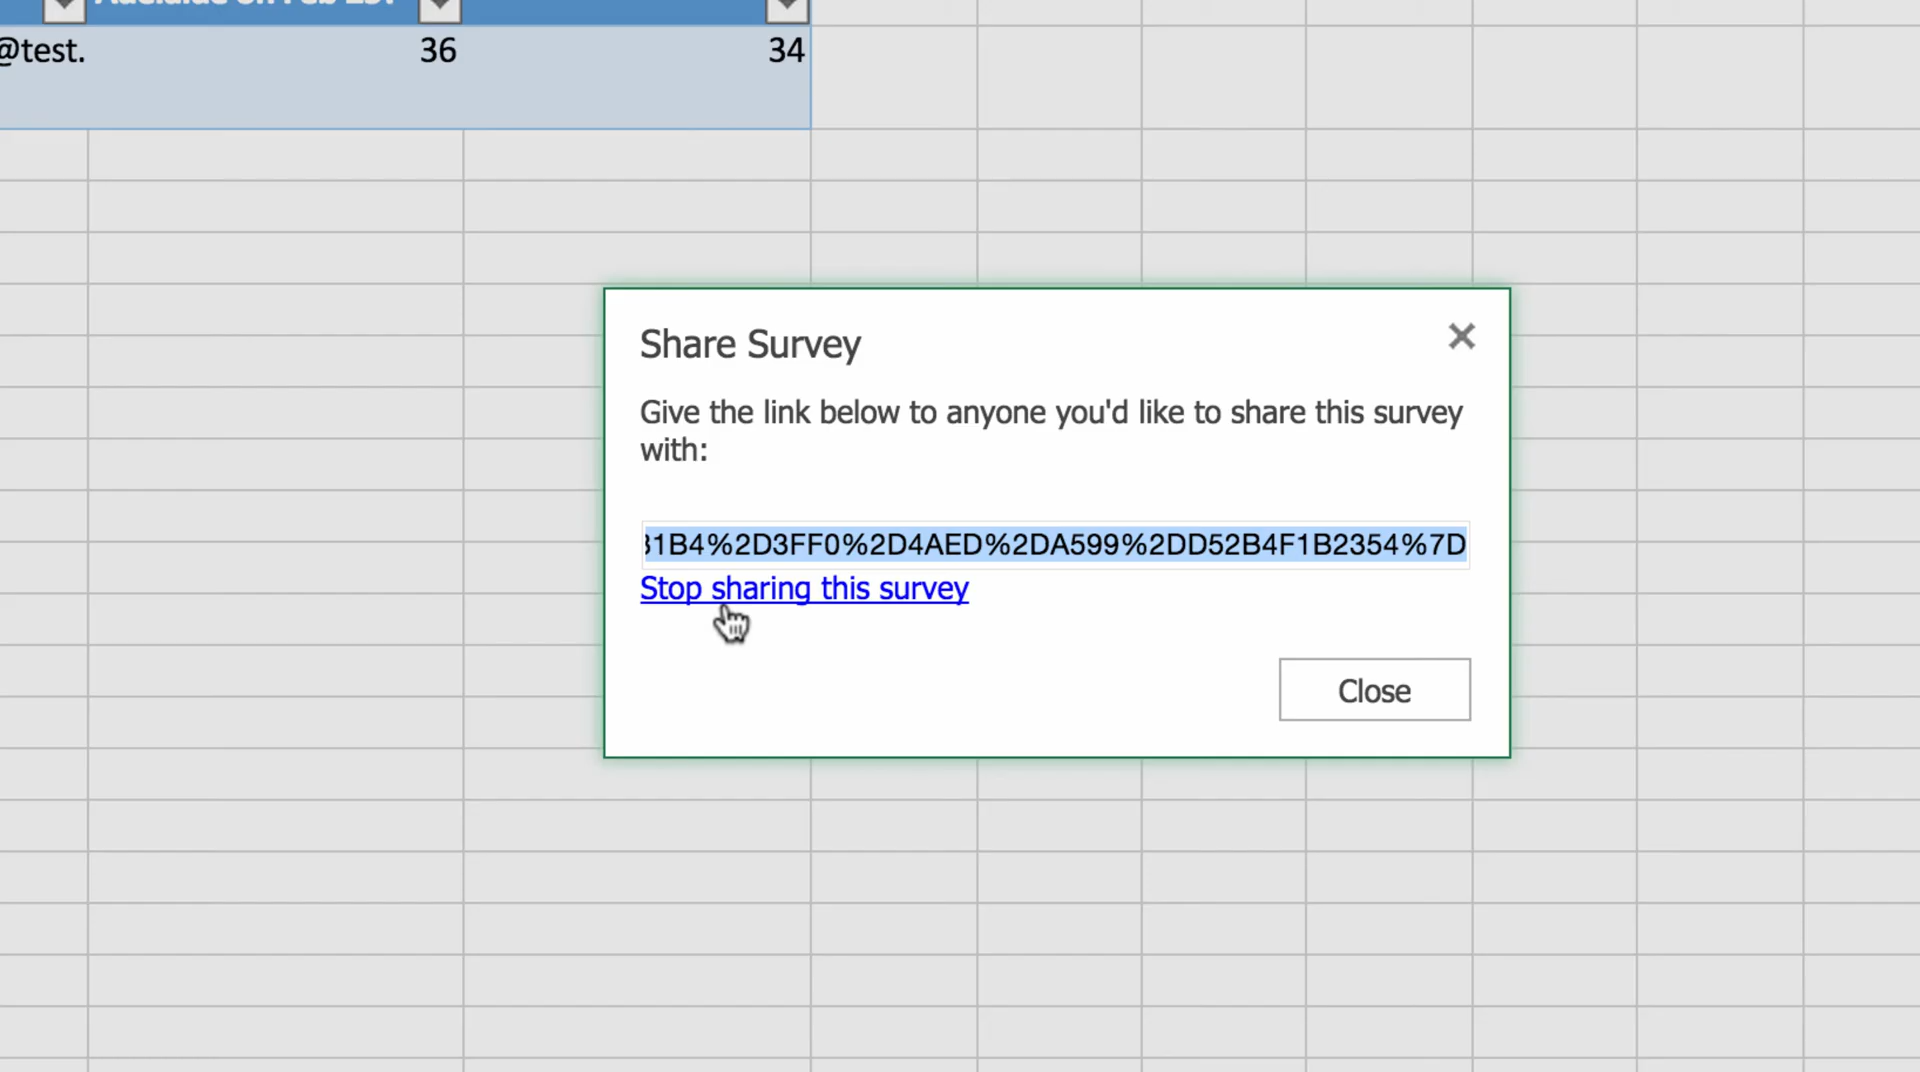 @test. 36 34
Share Survey
Give the link below to anyone you'd like to share this survey
with:
31B4%2D3FF0%2D4AED%2DA599%2DD52B4F1B2354%7D
Stop sharing this survey
Close